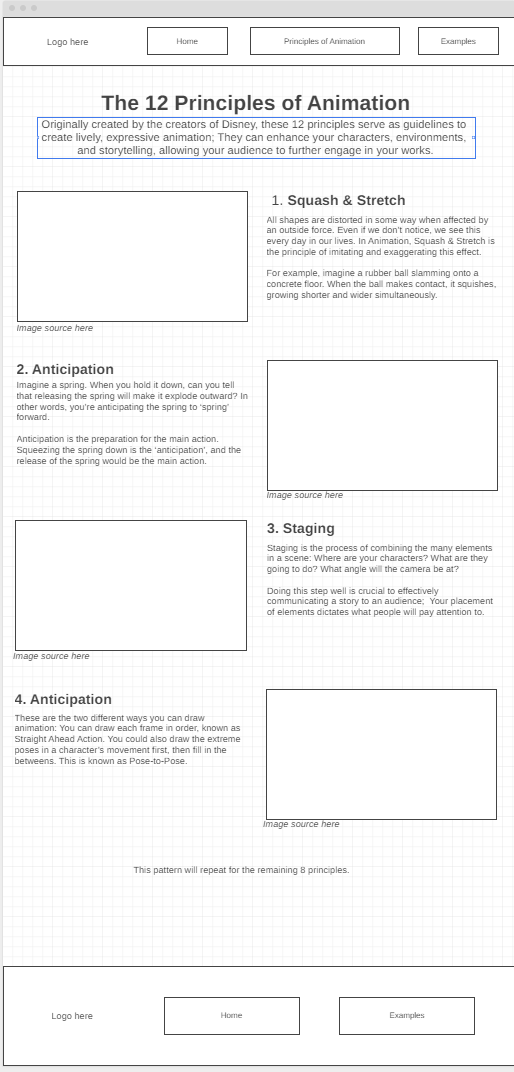 Logo here
Home
Principles of Animation
Examples
The 12 Principles of Animation
Originally created by the creators of Disney, these 12 principles serve as guidelines to
create lively, expressive animation; They can enhance your characters, environments,
and storytelling, allowing your audience to further engage in your works.
1. Squash & Stretch
All shapes are distorted in some way when affected by
an outside force. Even if we don't notice, we see this
every day in our lives. In Animation, Squash & Stretch is
the principle of imitating and exaggerating this effect.
For example, imagine a rubber ball slamming onto a
concrete floor. When the ball makes contact, it squishes,
growing shorter and wider simultaneously.
Image source here
2. Anticipation
Imagine a spring. When you hold it down, can you tell
that releasing the spring will make it explode outward? In
other words, you're anticipating the spring to ‘spring’
forward.
Anticipation is the preparation for the main action.
Squeezing the spring down is the ‘anticipation’, and the
release of the spring would be the main action.
Image source here
3. Staging
Staging is the process of combining the many elements
in a scene: Where are your characters? What are they
going to do? What angle will the camera be at?
Doing this step well is crucial to effectively
communicating a story to an audience;  Your placement
of elements dictates what people will pay attention to.
Image source here
4. Anticipation
These are the two different ways you can draw
animation: You can draw each frame in order, known as
Straight Ahead Action. You could also draw the extreme
poses in a character's movement first, then fill in the
betweens. This is known as Pose-to-Pose.
Image source here
This pattern will repeat for the remaining 8 principles.
Logo here
Home
Examples